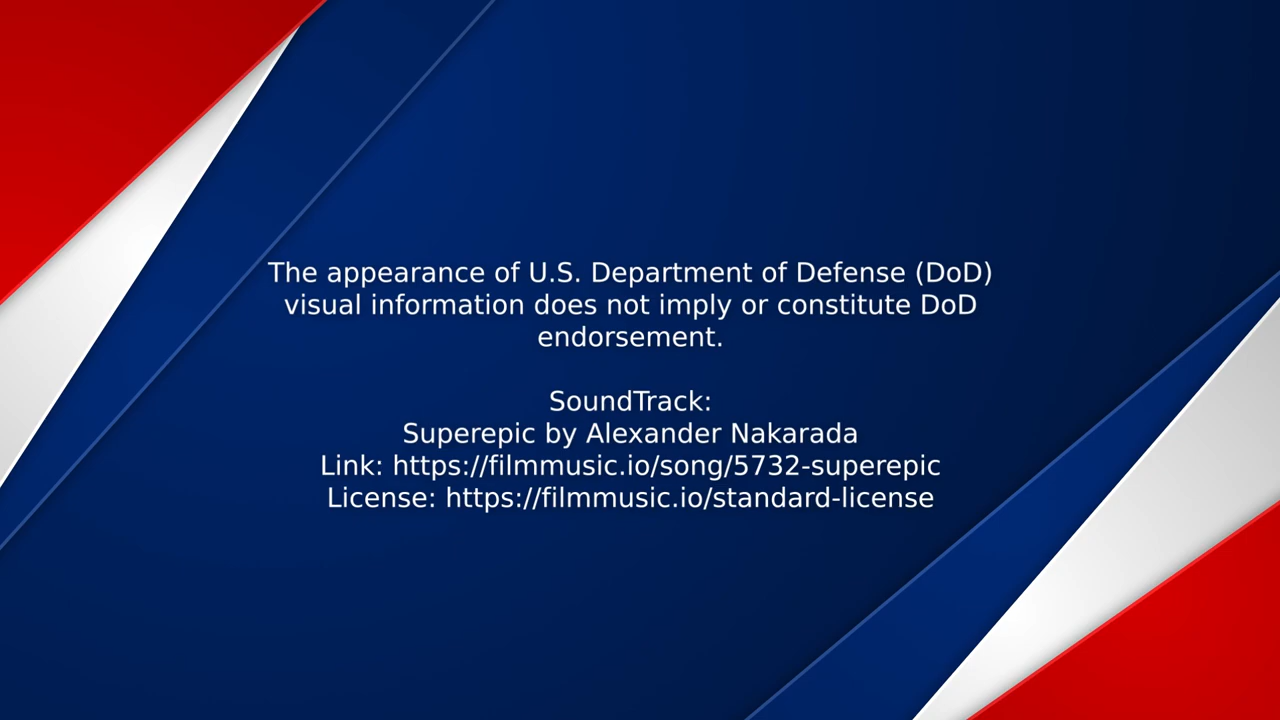 The appearance of U.S. Department of Defense (DoD)
visual information does not imply or constitute DoD
endorsement.
SoundTrack:
Superepic by Alexander Nakarada
Link: https://filmmusic.io/song/5732-superepic
License: https://filmmusic.io/standard-license